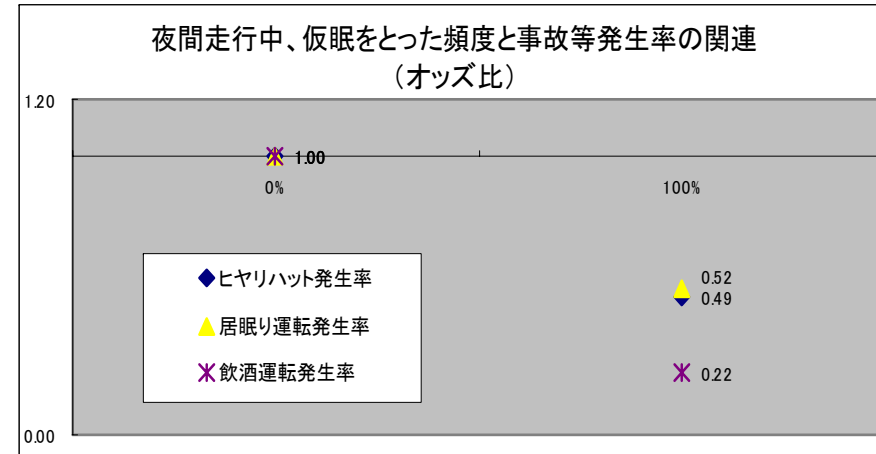 夜間走行中、仮眠をとった頻度と事故等発生率の関連
（オッズ比）
1.20
1.00
0%
100%
ヒヤリハット発生率
居眠り運転発生率
飲酒運転発生率
0.52
0.49
0.22
0.00